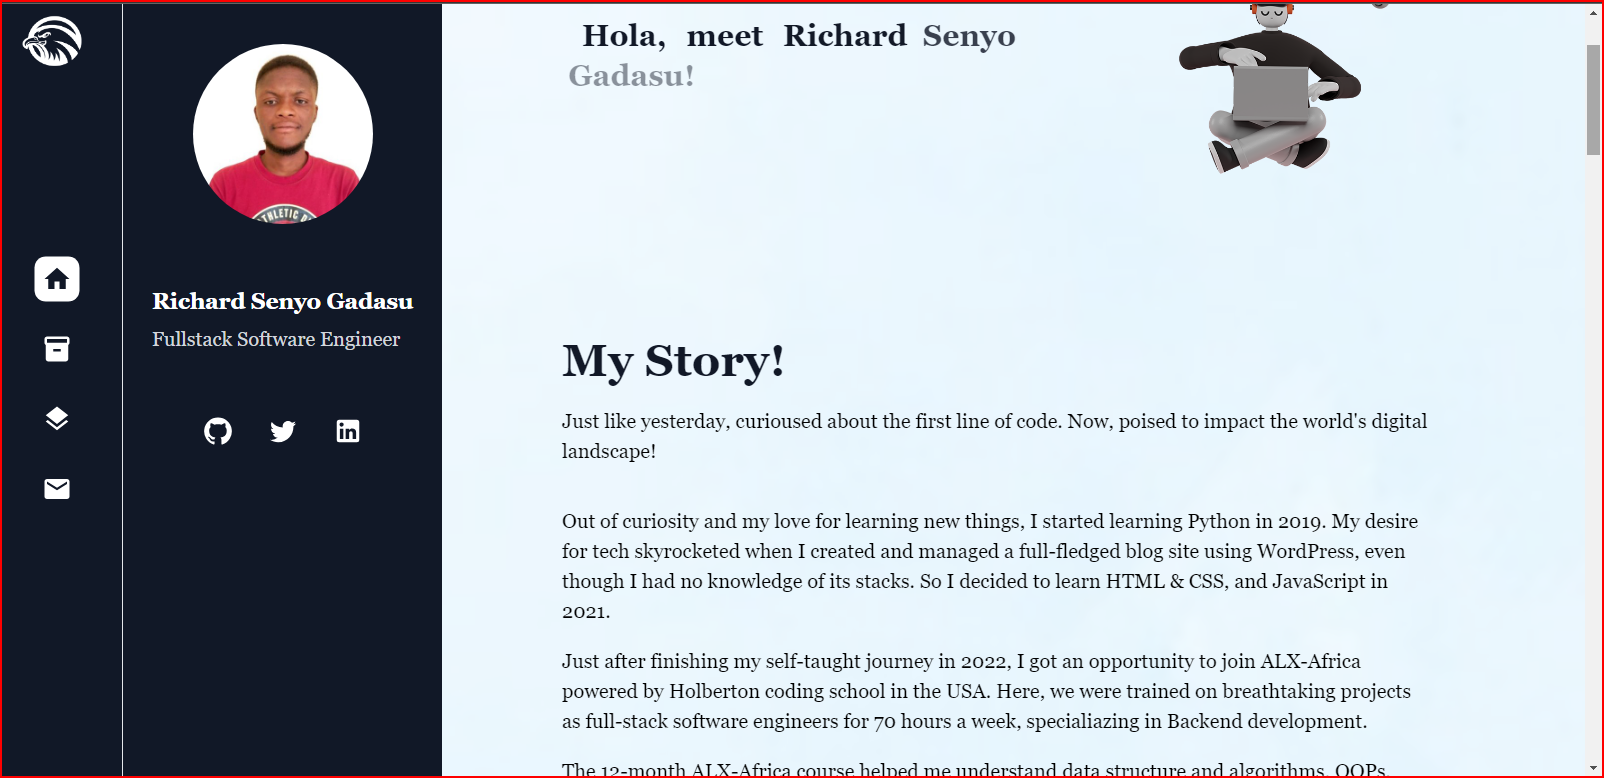 Richard Senyo Gadasu
Fullstack Software Engineer
Hola, meet Richard Senyo
Gadasu!
My Story!
Just like yesterday, curioused about the first line of code. Now, poised to impact the world's digital
landscape!
Out of curiosity and my love for learning new things, I started learning Python in 2019. My desire
for tech skyrocketed when I created and managed a full-fledged blog site using WordPress, even
though I had no knowledge of its stacks. So I decided to learn HTML & CSS, and JavaScript in
2021.
Just after finishing my self-taught journey in 2022, I got an opportunity to join ALX-Africa
powered by Holberton coding school in the USA. Here, we were trained on breathtaking projects
as full-stack software engineers for 70 hours a week, specialiazing in Backend development.
The 12-month ALX-Africa course helped me understand data structure and algorithms, OOPs,